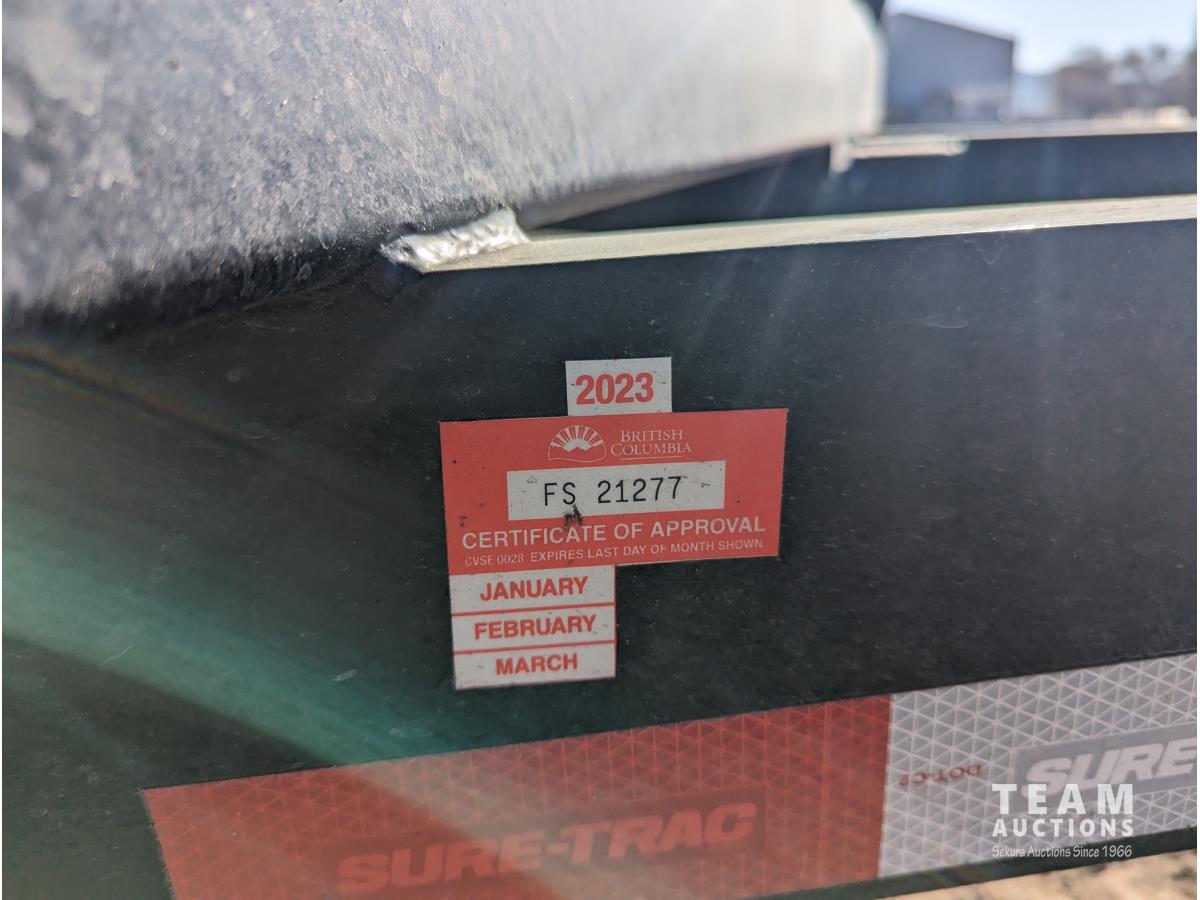 2023
BRITISH
COLUMBIA
FS 21277
CERTIFICATE OF APPROVAL
CVSE 0028 EXPIRES LAST DAY OF MONTH SHOWN
JANUARY
FEBRUARY
MARCH
SURE-TRAC
DOT-C2
SURE
TEAM
AUCTIONS
Sekura Auctions Since 1966